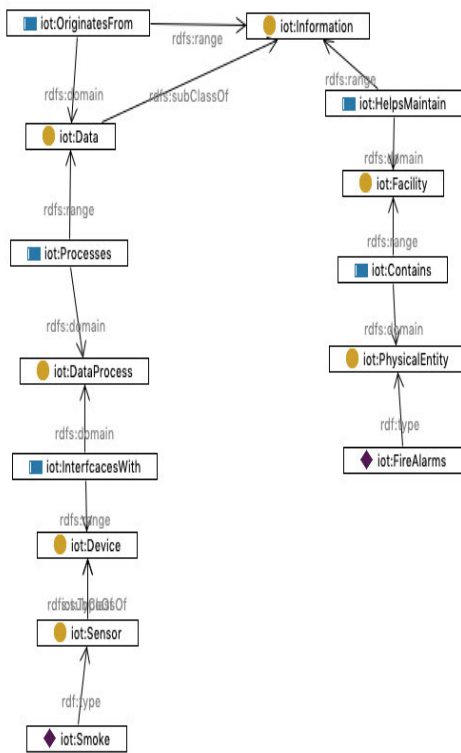 iot:OriginatesFrom
iot:Information
rdfs:range
rdfs:domain
rdfs:subClassOf
rdfs:range
iot:HelpsMaintain
iot:Data
rdfs:domain
iot:Facility
rdfs:range
rdfs:range
iot:Processes
iot:Contains
rdfs:domain
rdfs:domain
iot:DataProcess
iot:PhysicalEntity
rdfs:domain
rdf:type
iot:InterfcacesWith
iot:FireAlarms
rdfs:range
iot:Device
iot:Sensor
rdf:type
iot:Smoke